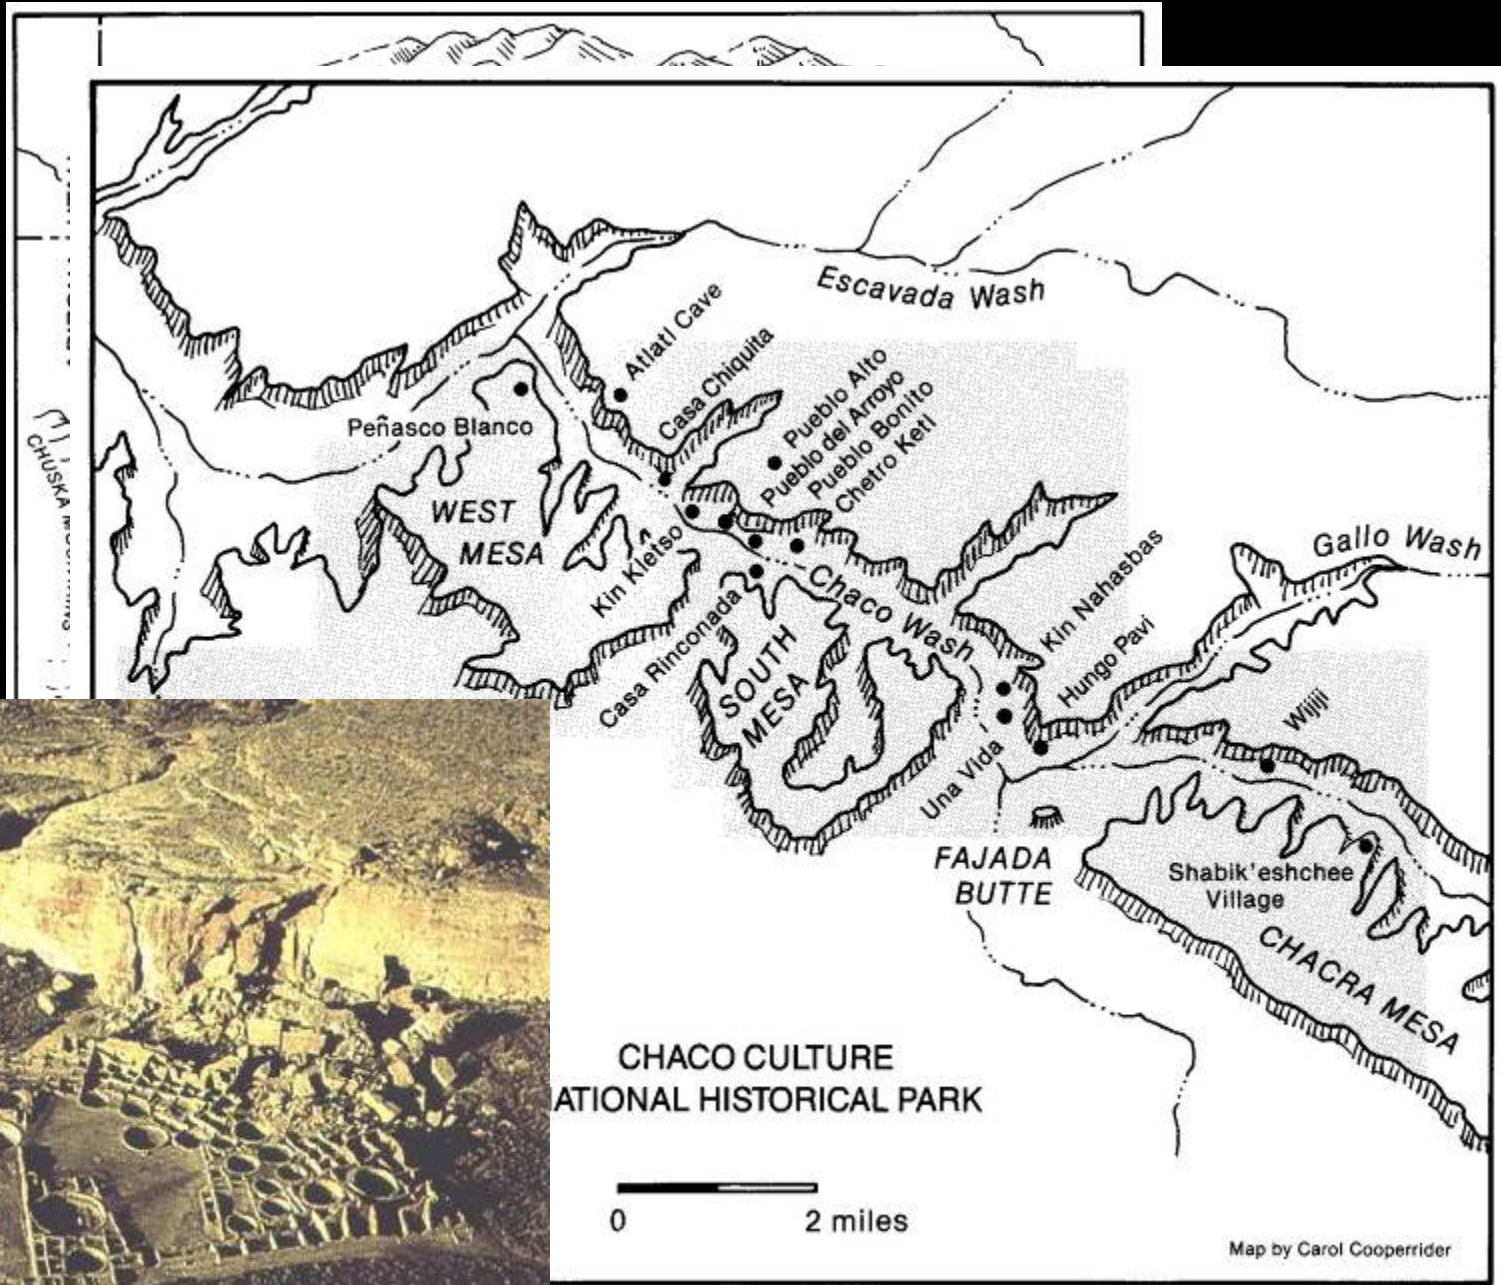 Escavada Wash
Atlatl Cave
Casa Chiquita
Pueblo Alto
Pueblo del Arroyo
Pueblo Bonito
Chetro Ketl
Peñasco Blanco
WEST
MESA
Gallo Wash
Kin Kletso
Chaco Wash
Kin Nahasbas
Casa Rinconada
SOUTH
MESA
Hungo Pavi
Wijiji
Una Vida
CHUSKA
FAJADA
BUTTE
Shabik'eshchee
Village
CHACRA MESA
CHACO CULTURE
ATIONAL HISTORICAL PARK
0 2 miles
Map by Carol Cooperrider